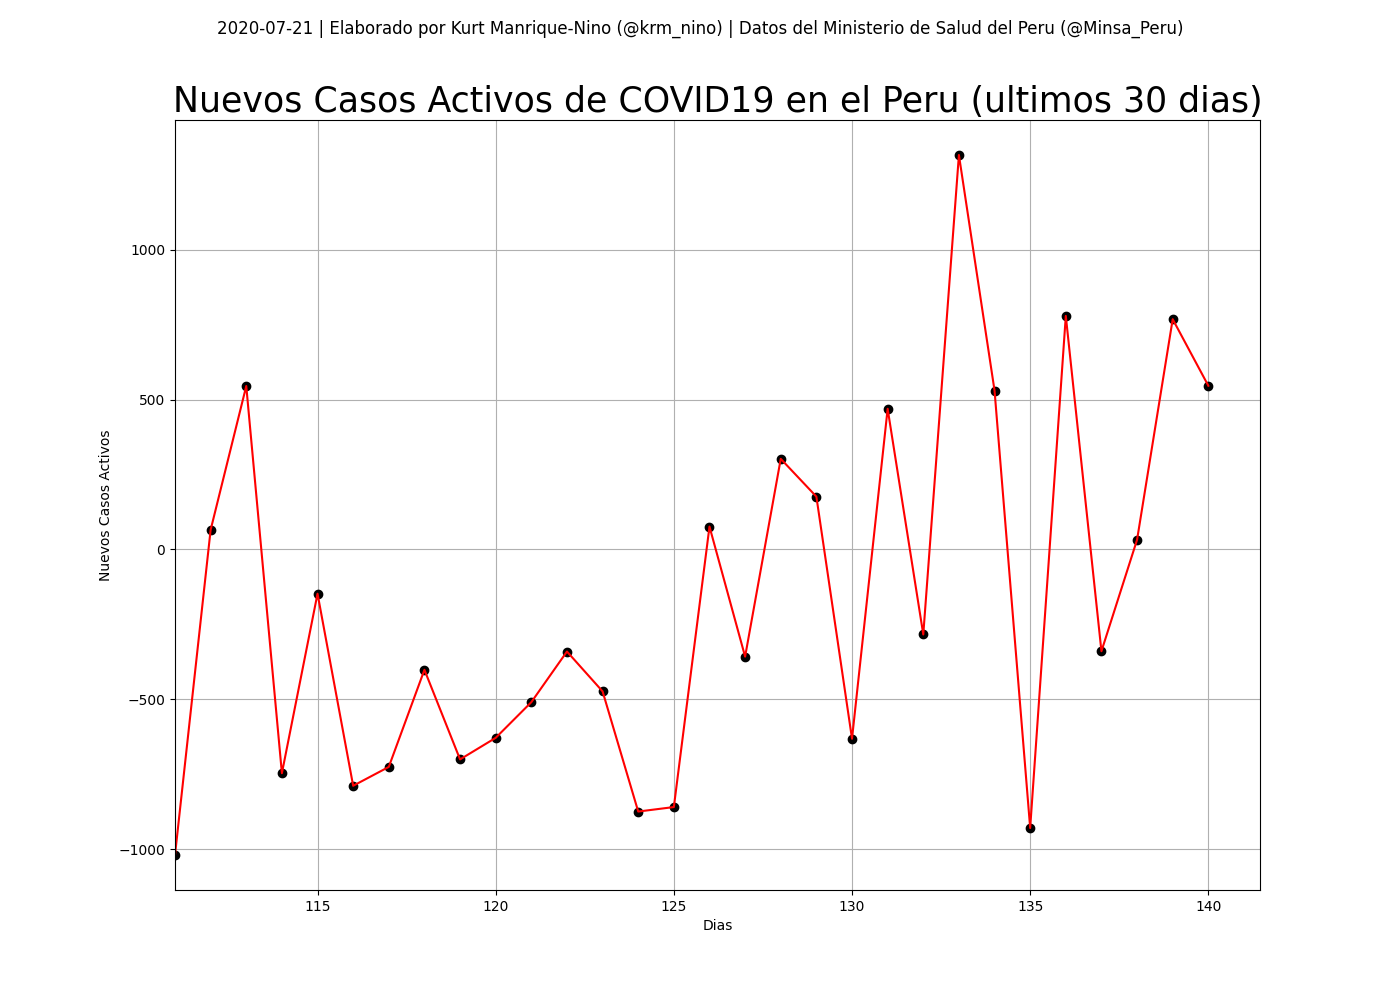 2020-07-21 | Elaborado por Kurt Manrique-Nino (@krm_nino) | Datos del Ministerio de Salud del Peru (@Minsa_Peru)
Nuevos Casos Activos de COVID19 en el Peru (ultimos 30 dias)
1000
500
0
−500
−1000
Nuevos Casos Activos
115 120 125 130 135 140
Dias